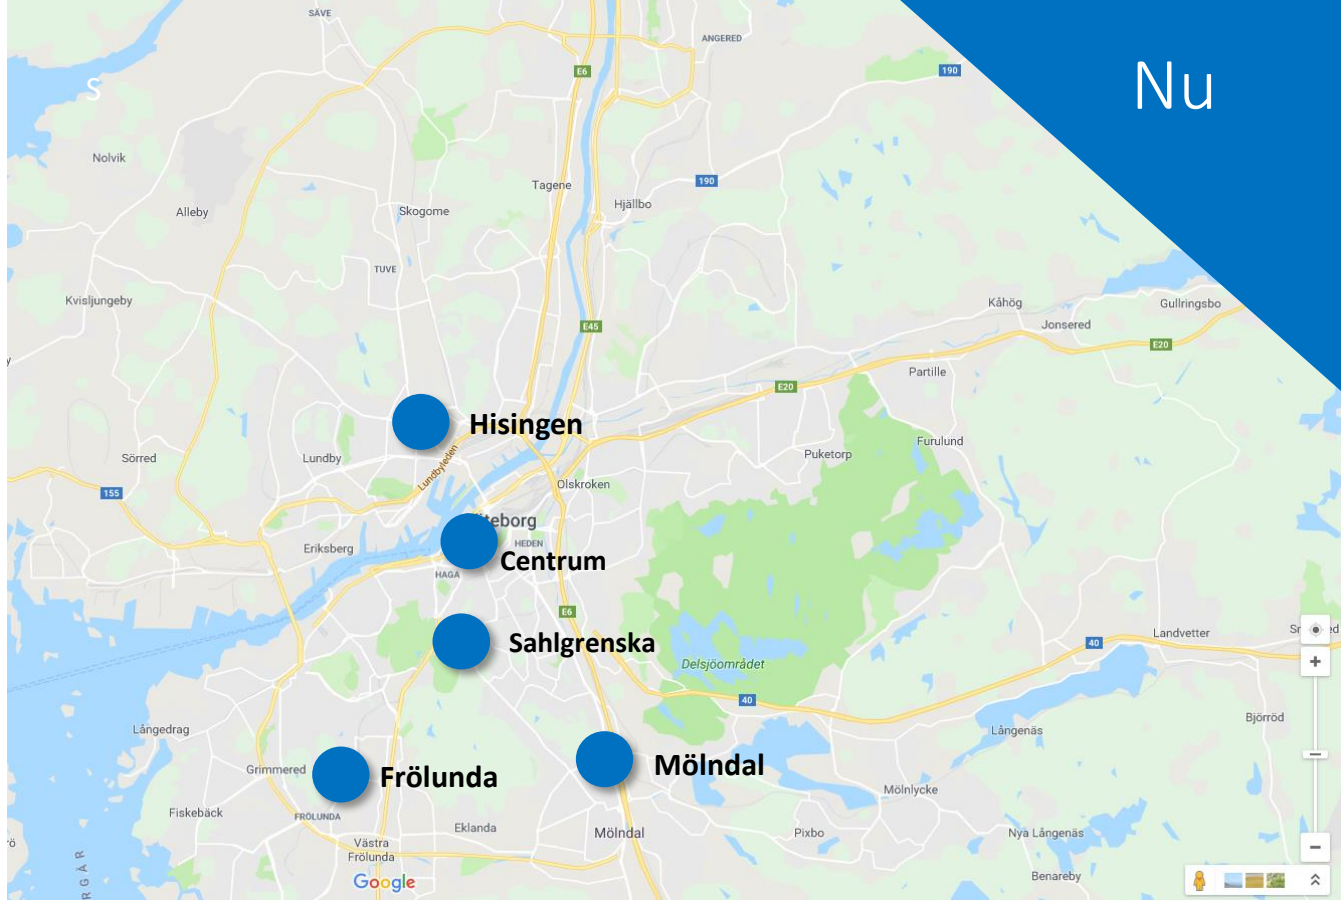 SÄVE
ANGERED
Nu
E6
190
S
Nolvik
Tagene
190
Hjällbo
Alleby
Skogome
TUVE
Kvisljungeby
Kåhög
Gullringsbo
Jonsered
E45
E20
Partille
E20
Hisingen
Furulund
Sörred
Lundby
Lundbyleden
Puketorp
155
Olskroken
teborg
HEDEN
Eriksberg
Centrum
HAGA
E6
Sahlgrenska
40
Landvetter
Delsjöområdet
40
Björröd
Långedrag
Långenäs
Grimmered
Frölunda
Mölndal
Mölnlycke
Fiskebäck
FRÖLUNDA
Eklanda
Mölndal
Pixbo
Nya Långenäs
Västra
Frölunda
Google
Benareby